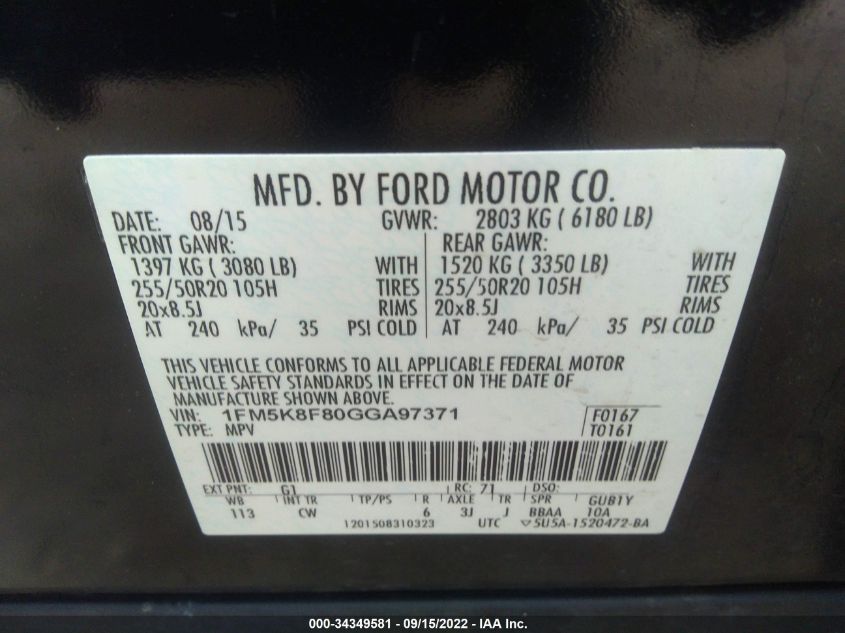 MFD. BY FORD MOTOR CO.
DATE: 08/15 GVWR: 2803 KG ( 6180 LB)
FRONT GAWR: REAR GAWR:
1397 KG ( 3080 LB) WITH 1520 KG ( 3350 LB) WITH
255/50R20 105H TIRES 255/50R20 105H TIRES
20x8.5J RIMS 20x8.5J RIMS
AT 240 kPa/ 35 PSI COLD AT 240 kPa/ 35 PSI COLD
THIS VEHICLE CONFORMS TO ALL APPLICABLE FEDERAL MOTOR
VEHICLE SAFETY STANDARDS IN EFFECT ON THE DATE OF
MANUFACTURE SHOWN ABOVE.
VIN: 1FM5K8F80GGA97371 F0167
TYPE: MPV T0161
EXT PNT: G1 RC: 71 DSO:
WB INT TR TP/PS R AXLE TR SPR GUB1Y
113 CW 6 3J J BBAA 10A
1201508310323 UTC ▽5U5A-1520472-BA
000-34349581 / 09/15/2022 - IAA Inc.